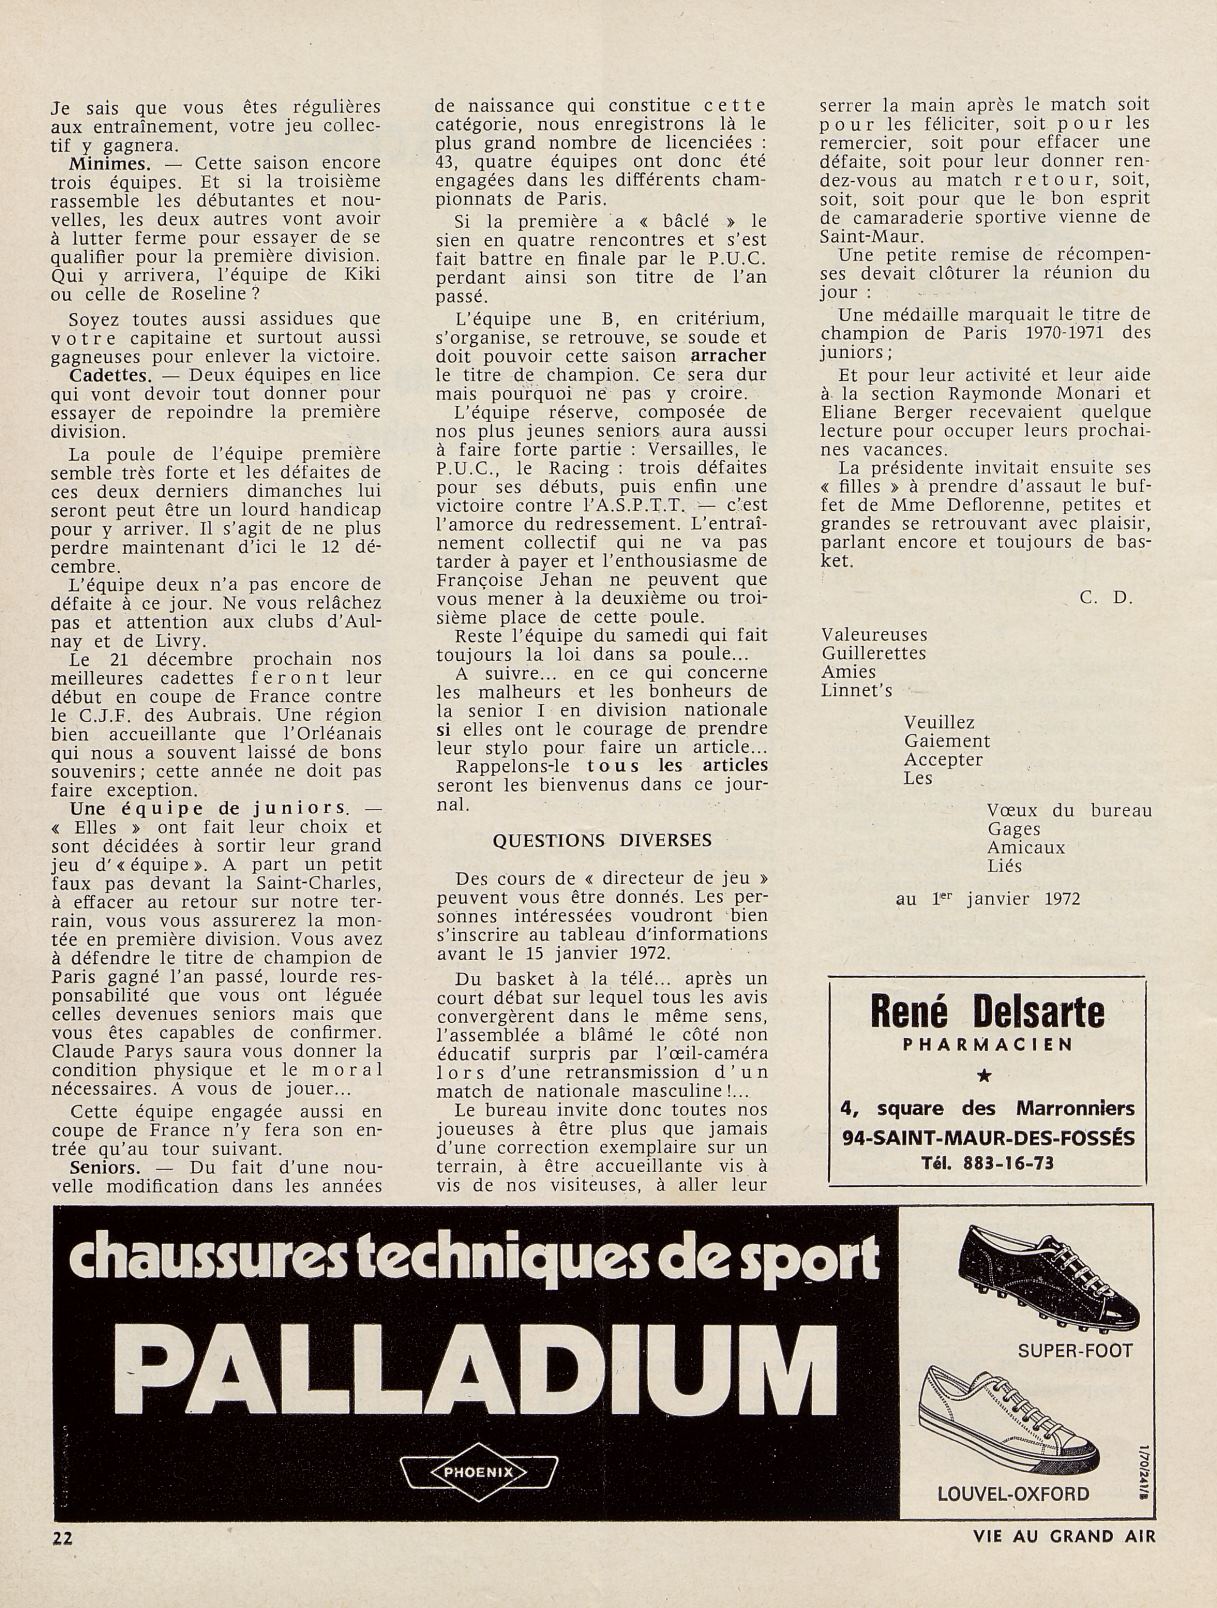 Je sais que vous êtes régulières
aux entraînement, votre jeu collec-
tif y gagnera.
Minimes. — Cette saison encore
trois équipes. Et si la troisième
rassemble les débutantes et nou-
velles, les deux autres vont avoir
à lutter ferme pour essayer de se
qualifier pour la première division.
Qui y arrivera, l'équipe de Kiki
ou celle de Roseline ?
Soyez toutes aussi assidues que
votre capitaine et surtout aussi
gagneuses pour enlever la victoire.
Cadettes. — Deux équipes en lice
qui vont devoir tout donner pour
essayer de repoindre la première
division.
La poule de l'équipe première
semble très forte et les défaites de
ces deux derniers dimanches lui
seront peut être un lourd handicap
pour y arriver. Il s'agit de ne plus
perdre maintenant d'ici le 12 dé-
cembre.
L'équipe deux n'a pas encore de
défaite à ce jour. Ne vous relâchez
pas et attention aux clubs d'Aul-
nay et de Livry.
Le 21 décembre prochain nos
meilleures cadettes feront leur
début en coupe de France contre
le C.J.F. des Aubrais. Une région
bien accueillante que l'Orléanais
qui nous a souvent laissé de bons
souvenirs ; cette année ne doit pas
faire exception.
Une équipe de juniors. —
« Elles » ont fait leur choix et
sont décidées à sortir leur grand
jeu d'« équipe ». A part un petit
faux pas devant la Saint-Charles,
à effacer au retour sur notre ter-
rain, vous vous assurerez la mon-
tée en première division. Vous avez
à défendre le titre de champion de
Paris gagné l'an passé, lourde res-
ponsabilité que vous ont léguée
celles devenues seniors mais que
vous êtes capables de confirmer.
Claude Parys saura vous donner la
condition physique et le moral
nécessaires. A vous de jouer...
Cette équipe engagée aussi en
coupe de France n'y fera son en-
trée qu'au tour suivant.
Seniors. — Du fait d'une nou-
velle modification dans les années
de naissance qui constitue cette
catégorie, nous enregistrons là le
plus grand nombre de licenciées :
43, quatre équipes ont donc été
engagées dans les différents cham-
pionnats de Paris.
Si la première a « bâclé » le
sien en quatre rencontres et s'est
fait battre en finale par le P.U.C.
perdant ainsi son titre de l'an
passé.
L'équipe une B, en critérium,
s'organise, se retrouve, se soude et
doit pouvoir cette saison arracher
le titre de champion. Ce sera dur
mais pourquoi ne pas y croire.
L'équipe réserve, composée de
nos plus jeunes seniors aura aussi
à faire forte partie : Versailles, le
P.U.C., le Racing : trois défaites
pour ses débuts, puis enfin une
victoire contre l'A.S.P.T.T. — c'est
l'amorce du redressement. L'entraî-
nement collectif qui ne va pas
tarder à payer et l'enthousiasme de
Françoise Jehan ne peuvent que
vous mener à la deuxième ou troi-
sième place de cette poule.
Reste l'équipe du samedi qui fait
toujours la loi dans sa poule...
A suivre... en ce qui concerne
les malheurs et les bonheurs de
la senior I en division nationale
si elles ont le courage de prendre
leur stylo pour faire un article...
Rappelons-le tous les articles
seront les bienvenus dans ce jour-
nal.
QUESTIONS DIVERSES
Des cours de « directeur de jeu »
peuvent vous être donnés. Les per-
sonnes intéressées voudront bien
s'inscrire au tableau d'informations
avant le 15 janvier 1972.
Du basket à la télé... après un
court débat sur lequel tous les avis
convergèrent dans le même sens,
l'assemblée a blâmé le côté non
éducatif surpris par l'œil-caméra
lors d'une retransmission d'un
match de nationale masculine !...
Le bureau invite donc toutes nos
joueuses à être plus que jamais
d'une correction exemplaire sur un
terrain, à être accueillante vis à
vis de nos visiteuses, à aller leur
serrer la main après le match soit
pour les féliciter, soit pour les
remercier, soit pour effacer une
défaite, soit pour leur donner ren-
dez-vous au match retour, soit,
soit, soit pour que le bon esprit
de camaraderie sportive vienne de
Saint-Maur.
Une petite remise de récompen-
ses devait clôturer la réunion du
jour :
Une médaille marquait le titre de
champion de Paris 1970-1971 des
juniors ;
Et pour leur activité et leur aide
à la section Raymonde Monari et
Eliane Berger recevaient quelque
lecture pour occuper leurs prochai-
nes vacances.
La présidente invitait ensuite ses
« filles » à prendre d'assaut le buf-
fet de Mme Deflorenne, petites et
grandes se retrouvant avec plaisir,
parlant encore et toujours de bas-
ket.
C. D.
Valeureuses
Guillerettes
Amies
Linnet's
Veuillez
Gaiement
Accepter
Les
Vœux du bureau
Gages
Amicaux
Liés
au 1er janvier 1972
René Delsarte
PHARMACIEN
★
4, square des Marronniers
94-SAINT-MAUR-DES-FOSSÉS
Tél. 883-16-73
chaussures techniques de sport
PALLADIUM
PHOENIX
SUPER-FOOT
LOUVEL-OXFORD
1/70/241/B
22
VIE AU GRAND AIR